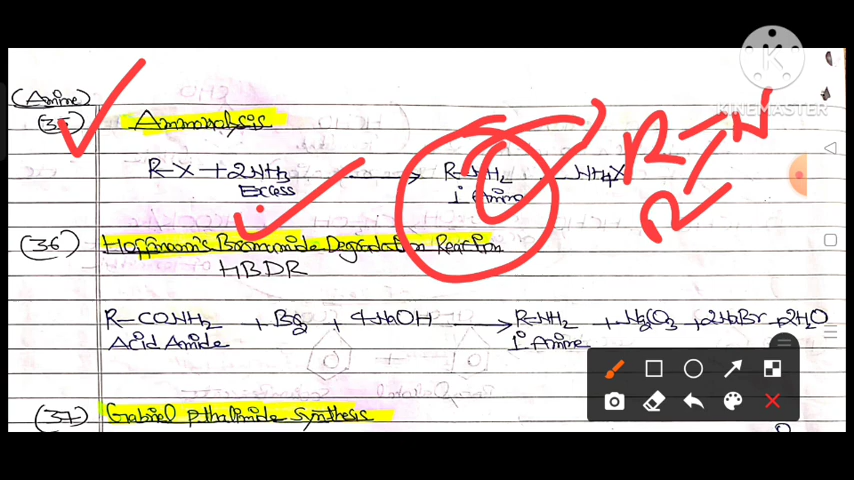 (Amine)
(35) Ammonolysis
R-X + 2NH3 → R-NH2 NH4X
Excess
1° Amine
R-N
R
(36) Hoffmann's Bromamide Degradation Reaction
HBDR
R-CONH2 + Br2 + 4NaOH → R-NH2 + Na2CO3 + 2NaBr + 2H2O
Acid Amide
1° Amine
(37) Gabriel Pthalimide Synthesis
KINEMASTER